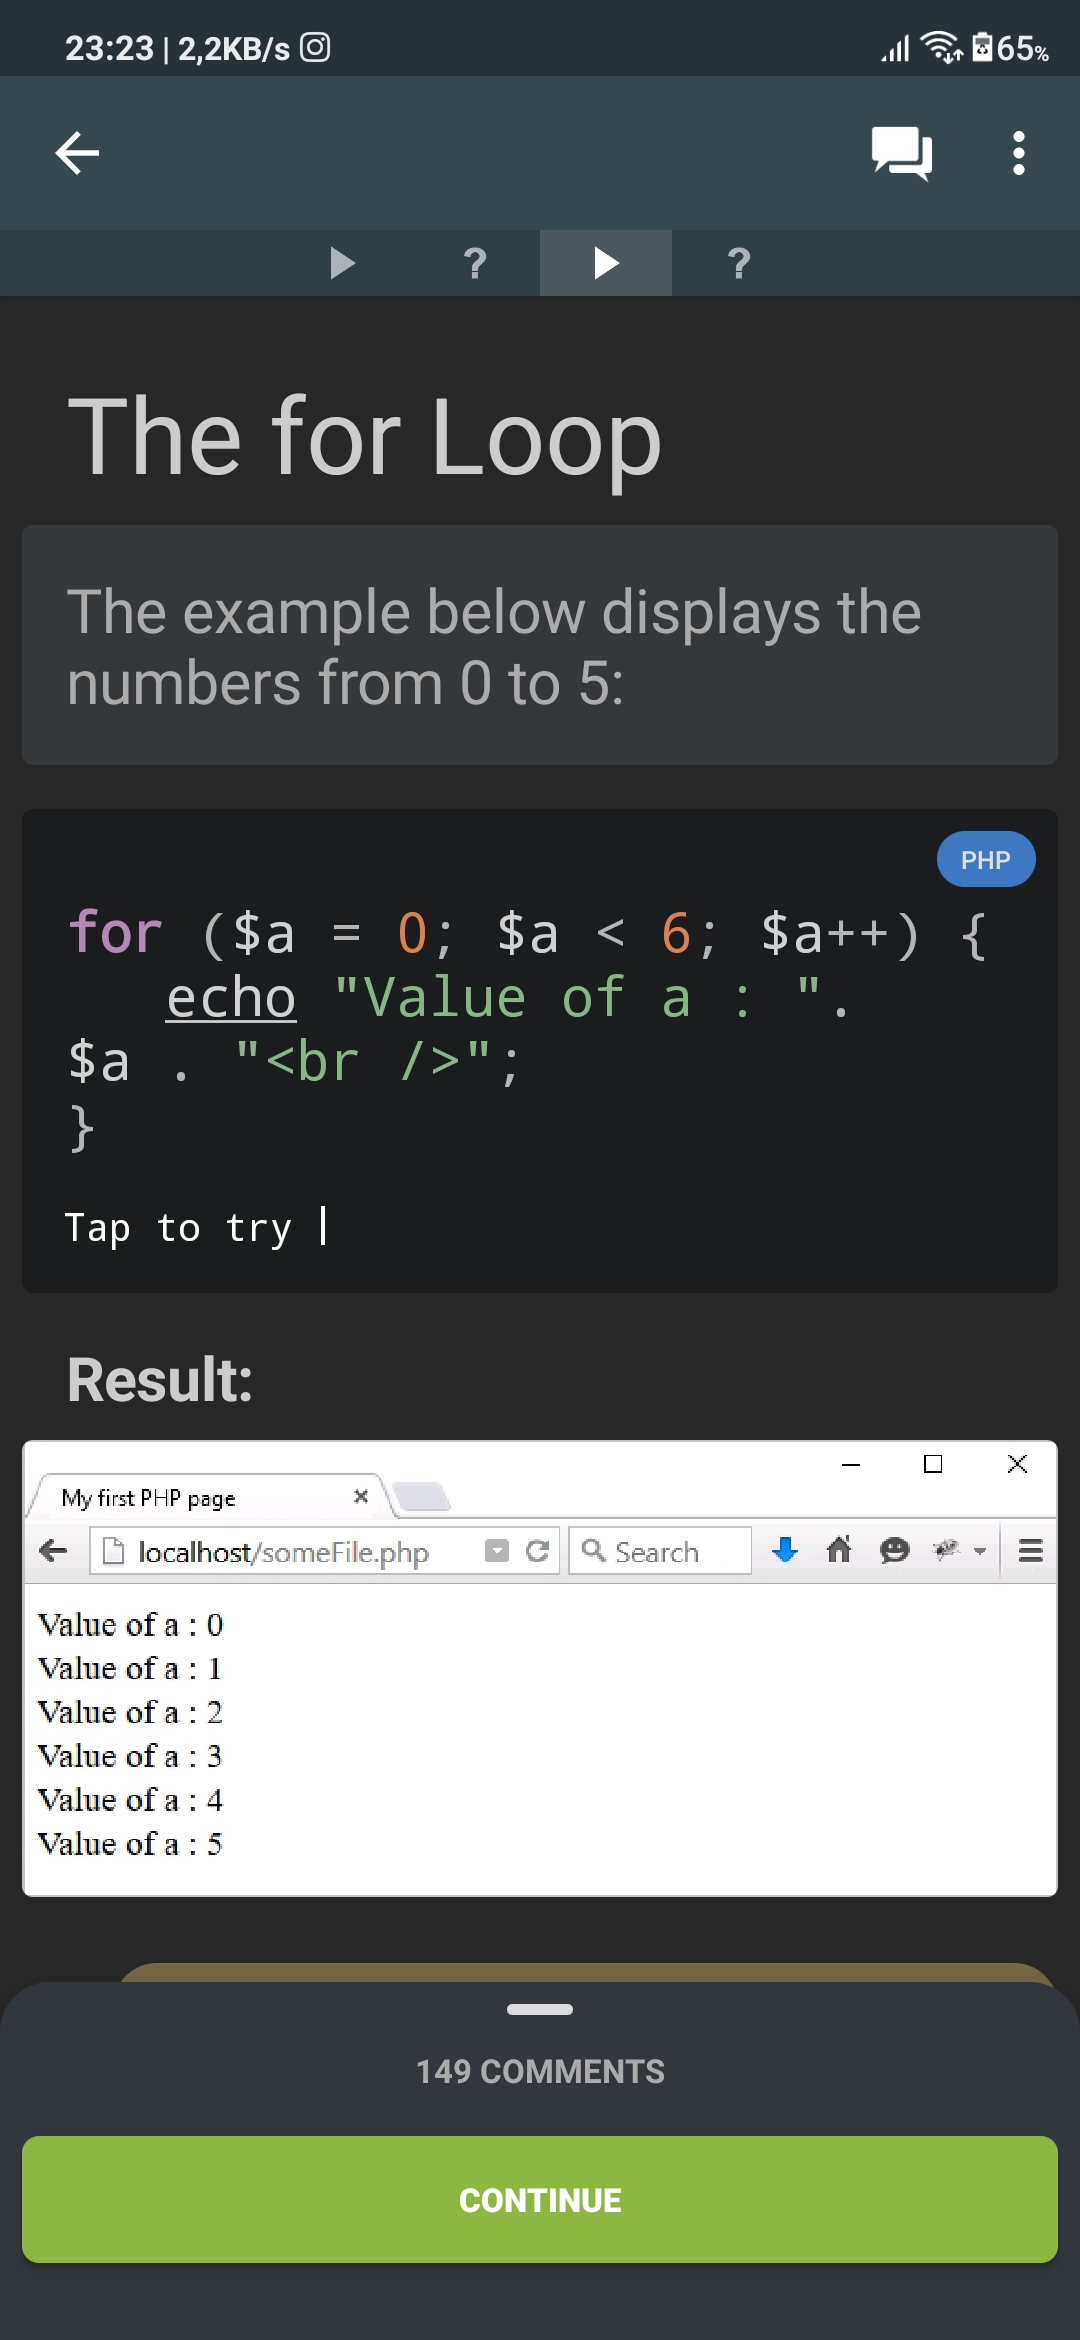 23:23 | 2,2KB/s
65%
?
?
The for Loop
The example below displays the
numbers from 0 to 5:
PHP
for ($a = 0; $a < 6; $a++) {
echo "Value of a : ".
$a . "<br />";
}
Tap to try |
Result:
My first PHP page
localhost/someFile.php
Search
Value of a : 0
Value of a : 1
Value of a : 2
Value of a : 3
Value of a : 4
Value of a : 5
149 COMMENTS
CONTINUE